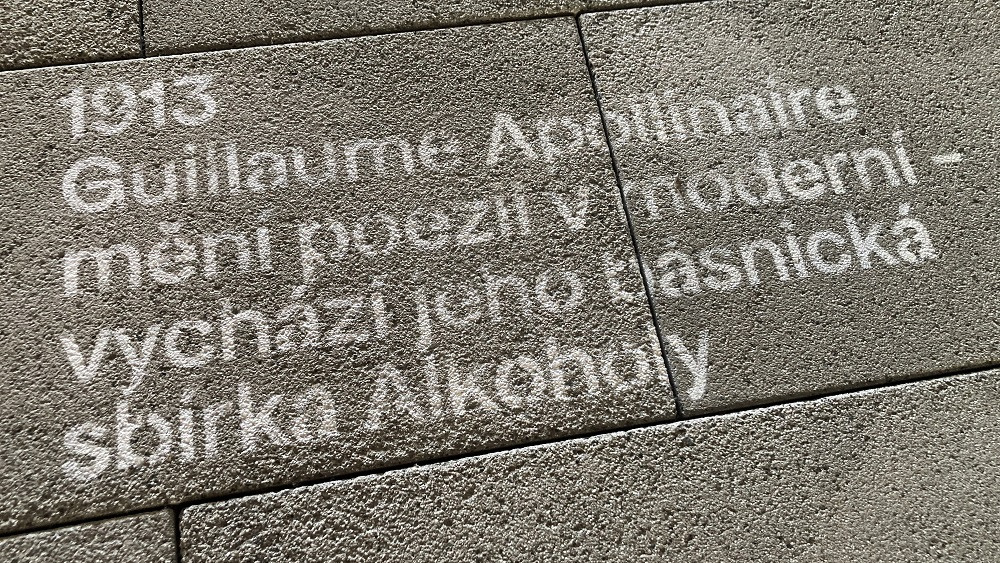 1913
Guillaume Apollinaire
mění poezii v moderní –
vychází jeho básnická
sbírka Alkoholy